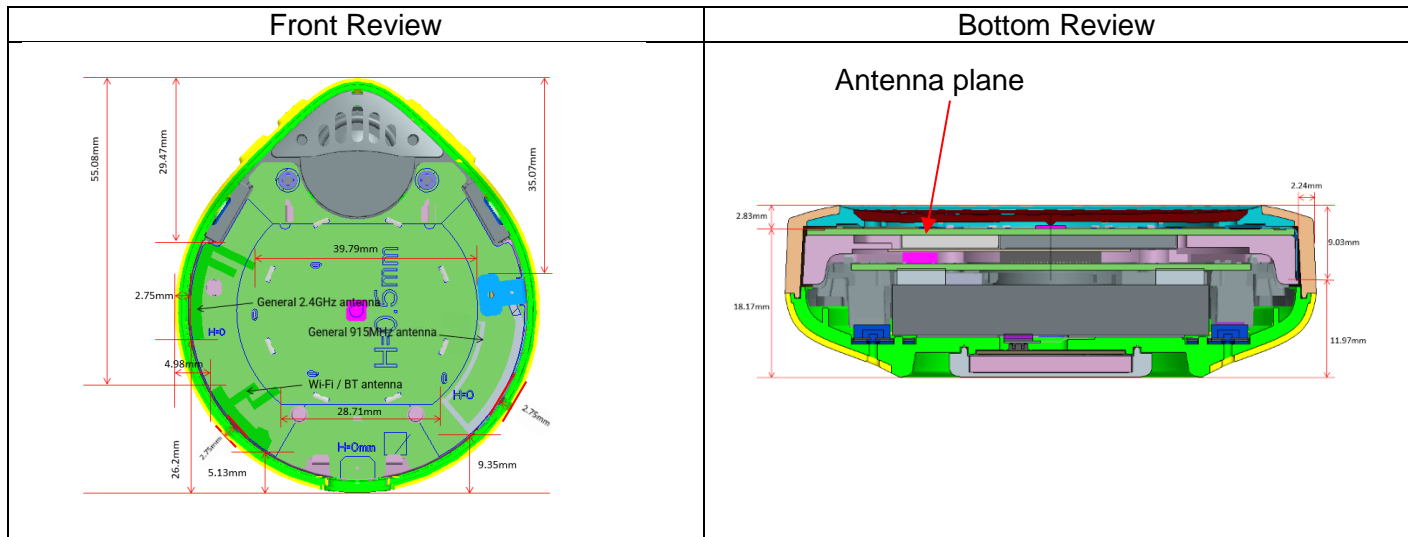 Front Review
Bottom Review
55.08mm
29.47mm
35.07mm
39.79mm
H=0.5mm
2.75mm
General 2.4GHz antenna
General 915MHz antenna
H=0
4.98mm
Wi-Fi / BT antenna
H=0
28.71mm
2.75mm
2.75mm
H=0mm
26.2mm
5.13mm
9.35mm
Antenna plane
2.24mm
2.83mm
9.03mm
18.17mm
11.97mm